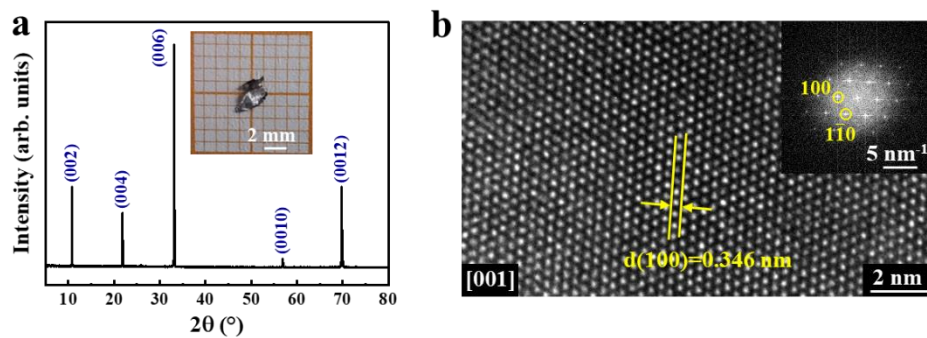 a
Intensity (arb. units)
(002)
(004)
(006)
(0010)
(0012)
2 mm
10 20 30 40 50 60 70 80
2θ (°)
b
100
110
5 nm⁻¹
d(100)=0.346 nm
[001]
2 nm